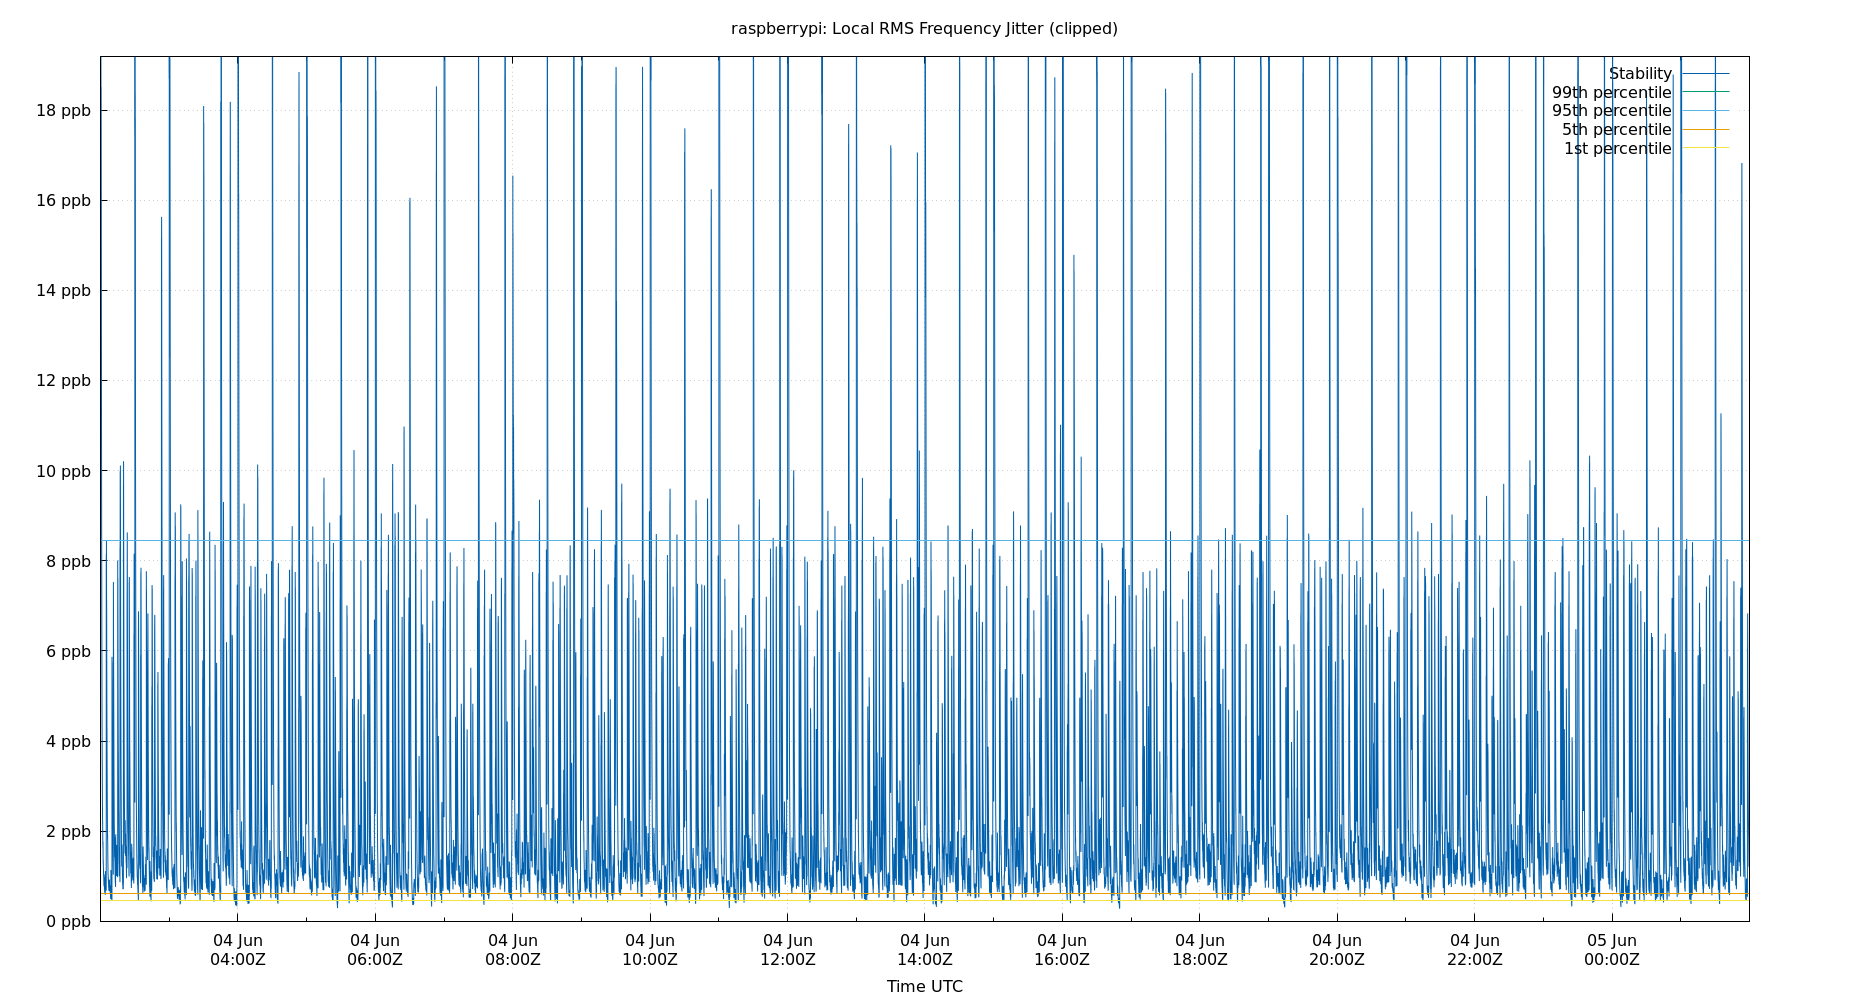 raspberrypi: Local RMS Frequency Jitter (clipped)
Stability
99th percentile
95th percentile
5th percentile
1st percentile
18 ppb
16 ppb
14 ppb
12 ppb
10 ppb
8 ppb
6 ppb
4 ppb
2 ppb
0 ppb
04 Jun 04 Jun 04 Jun 04 Jun 04 Jun 04 Jun 04 Jun 04 Jun 04 Jun 04 Jun 05 Jun
04:00Z 06:00Z 08:00Z 10:00Z 12:00Z 14:00Z 16:00Z 18:00Z 20:00Z 22:00Z 00:00Z
Time UTC